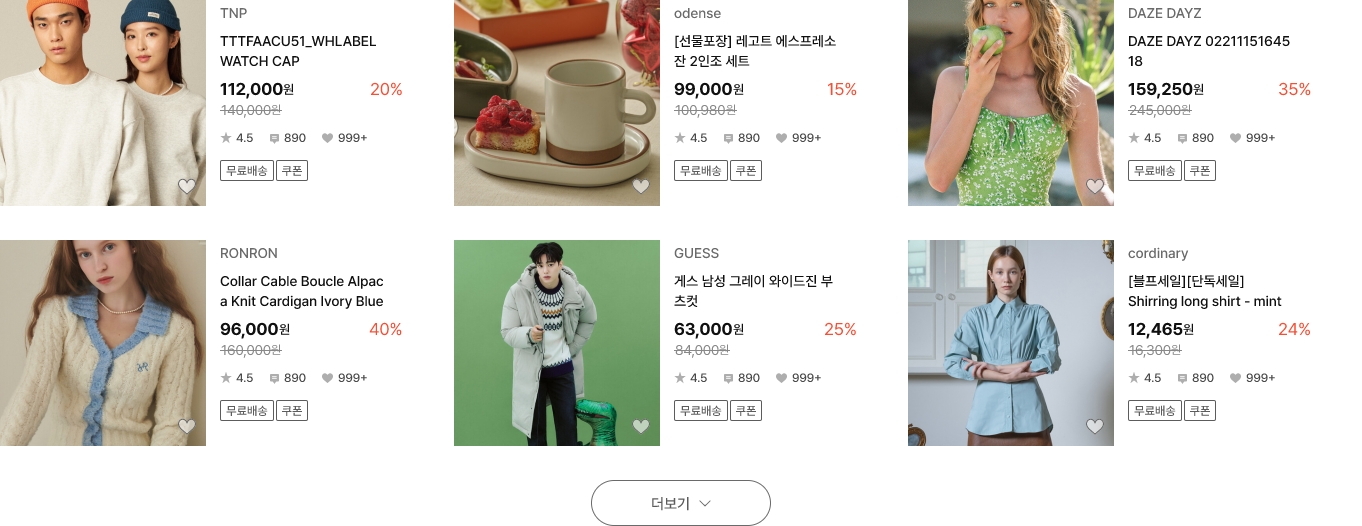 TNP
TTTFAACU51_WHLABEL
WATCH CAP
112,000원 20%
140,000원
4.5 890 999+
무료배송 쿠폰
odense
[선물포장] 레고트 에스프레소
잔 2인조 세트
99,000원 15%
100,980원
4.5 890 999+
무료배송 쿠폰
DAZE DAYZ
DAZE DAYZ 02211151645
18
159,250원 35%
245,000원
4.5 890 999+
무료배송 쿠폰
RONRON
Collar Cable Boucle Alpac
a Knit Cardigan Ivory Blue
96,000원 40%
160,000원
4.5 890 999+
무료배송 쿠폰
GUESS
게스 남성 그레이 와이드진 부
츠컷
63,000원 25%
84,000원
4.5 890 999+
무료배송 쿠폰
cordinary
[블프세일][단독세일]
Shirring long shirt - mint
12,465원 24%
16,300원
4.5 890 999+
무료배송 쿠폰
더보기